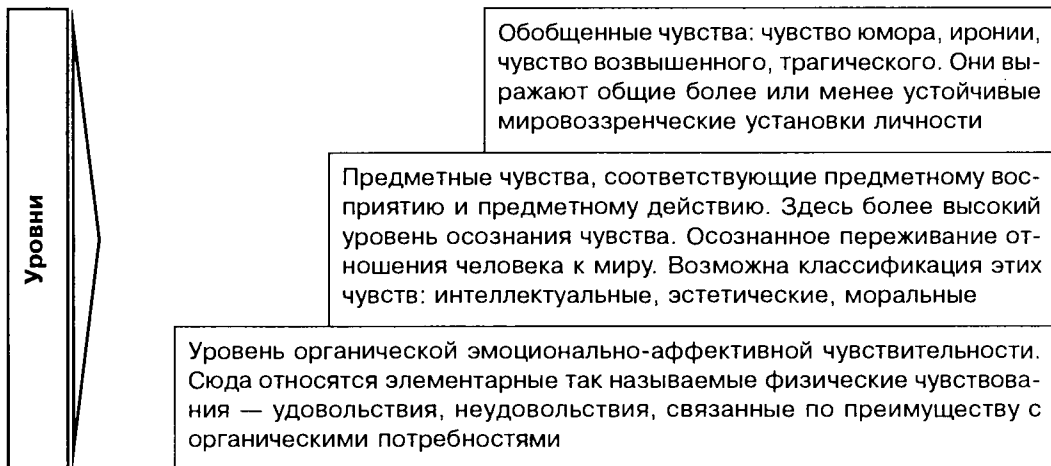 Уровни
Обобщенные чувства: чувство юмора, иронии,
чувство возвышенного, трагического. Они вы-
ражают общие более или менее устойчивые
мировоззренческие установки личности
Предметные чувства, соответствующие предметному вос-
приятию и предметному действию. Здесь более высокий
уровень осознания чувства. Осознанное переживание от-
ношения человека к миру. Возможна классификация этих
чувств: интеллектуальные, эстетические, моральные
Уровень органической эмоционально-аффективной чувствительности.
Сюда относятся элементарные так называемые физические чувствова-
ния — удовольствия, неудовольствия, связанные по преимуществу с
органическими потребностями